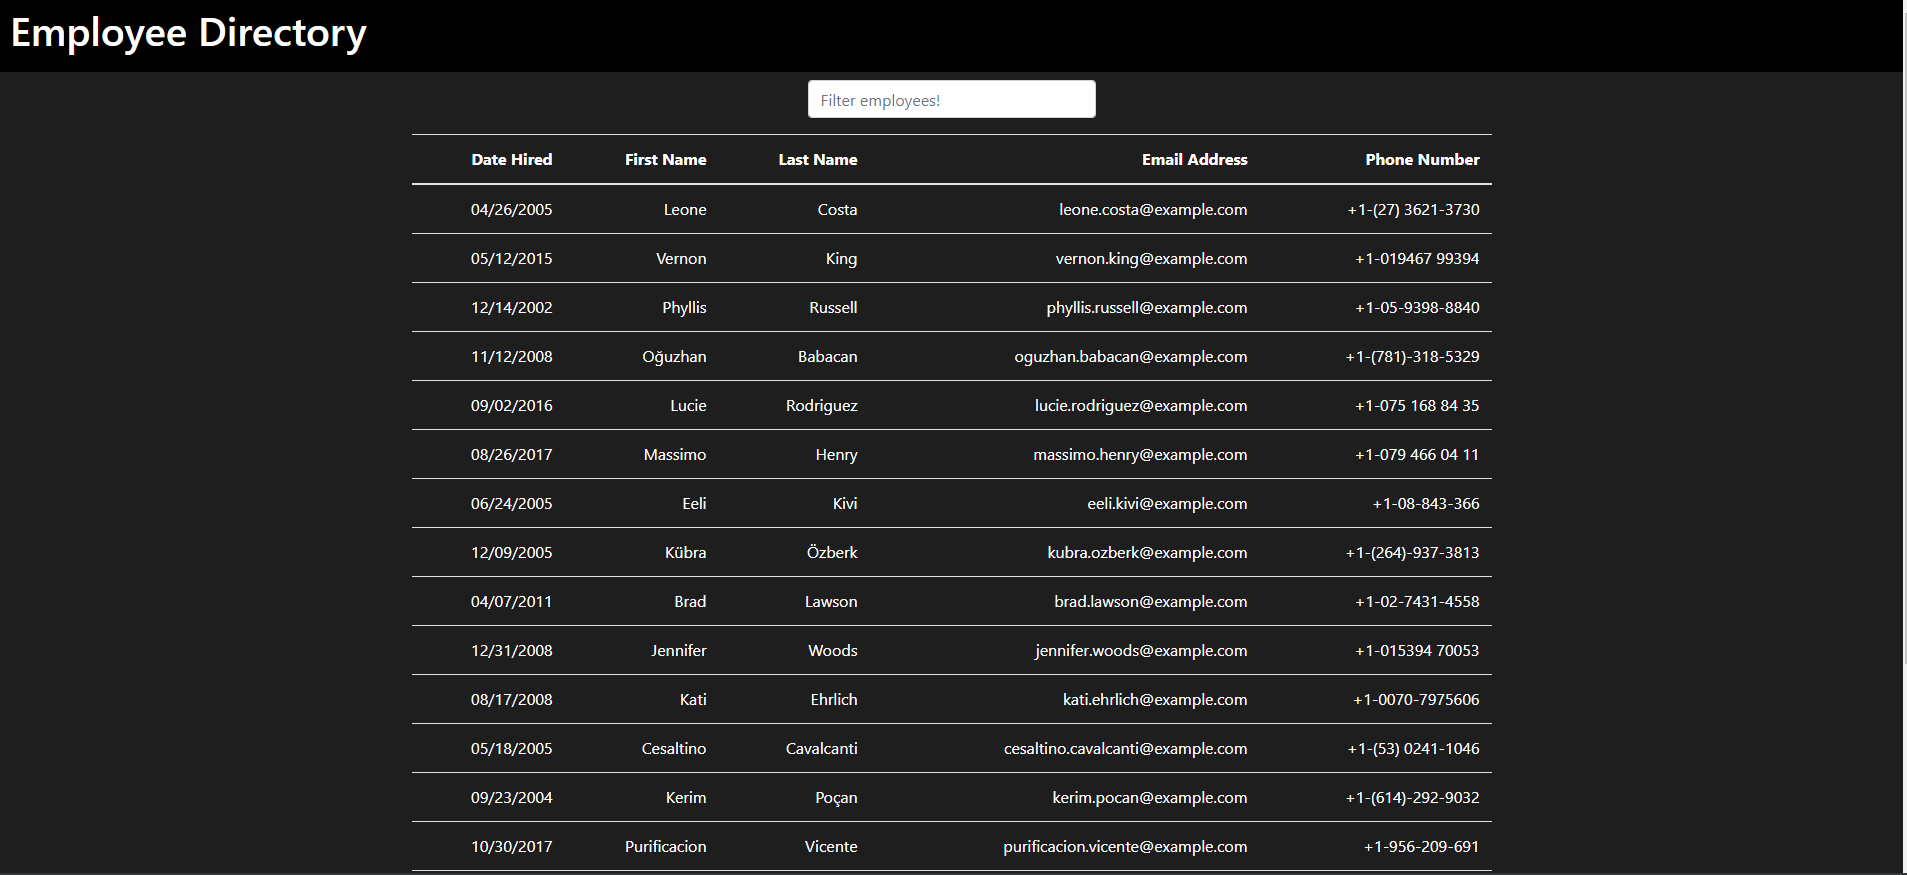 Employee Directory
Filter employees!
Date Hired First Name Last Name Email Address Phone Number
04/26/2005 Leone Costa leone.costa@example.com +1-(27) 3621-3730
05/12/2015 Vernon King vernon.king@example.com +1-019467 99394
12/14/2002 Phyllis Russell phyllis.russell@example.com +1-05-9398-8840
11/12/2008 Oğuzhan Babacan oguzhan.babacan@example.com +1-(781)-318-5329
09/02/2016 Lucie Rodriguez lucie.rodriguez@example.com +1-075 168 84 35
08/26/2017 Massimo Henry massimo.henry@example.com +1-079 466 04 11
06/24/2005 Eeli Kivi eeli.kivi@example.com +1-08-843-366
12/09/2005 Kübra Özberk kubra.ozberk@example.com +1-(264)-937-3813
04/07/2011 Brad Lawson brad.lawson@example.com +1-02-7431-4558
12/31/2008 Jennifer Woods jennifer.woods@example.com +1-015394 70053
08/17/2008 Kati Ehrlich kati.ehrlich@example.com +1-0070-7975606
05/18/2005 Cesaltino Cavalcanti cesaltino.cavalcanti@example.com +1-(53) 0241-1046
09/23/2004 Kerim Poçan kerim.pocan@example.com +1-(614)-292-9032
10/30/2017 Purificacion Vicente purificacion.vicente@example.com +1-956-209-691